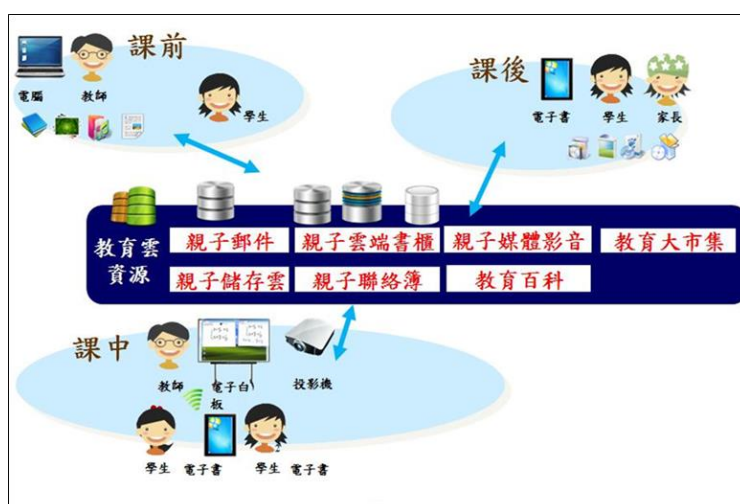 課前
電腦
教師
學生
課後
電子書
學生
家長
教育雲
資源
親子郵件
親子雲端書櫃
親子媒體影音
教育大市集
親子儲存雲
親子聯絡簿
教育百科
課中
教師
電子白
板
投影機
學生
電子書
學生
電子書